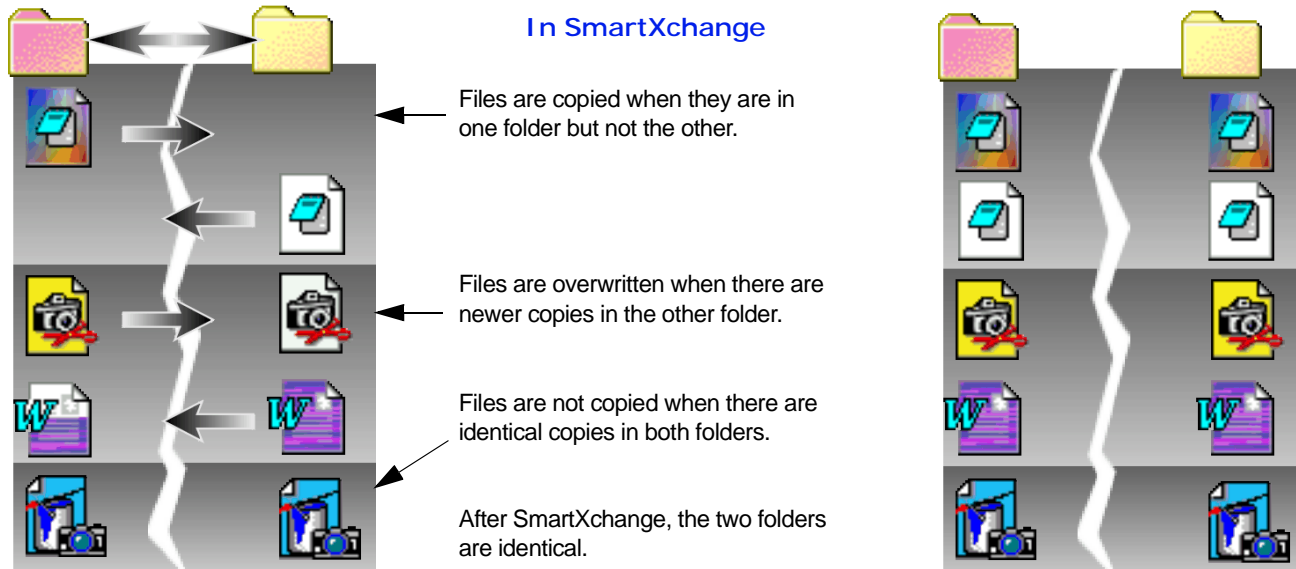 In SmartXchange
Files are copied when they are in
one folder but not the other.
Files are overwritten when there are
newer copies in the other folder.
Files are not copied when there are
identical copies in both folders.
After SmartXchange, the two folders
are identical.